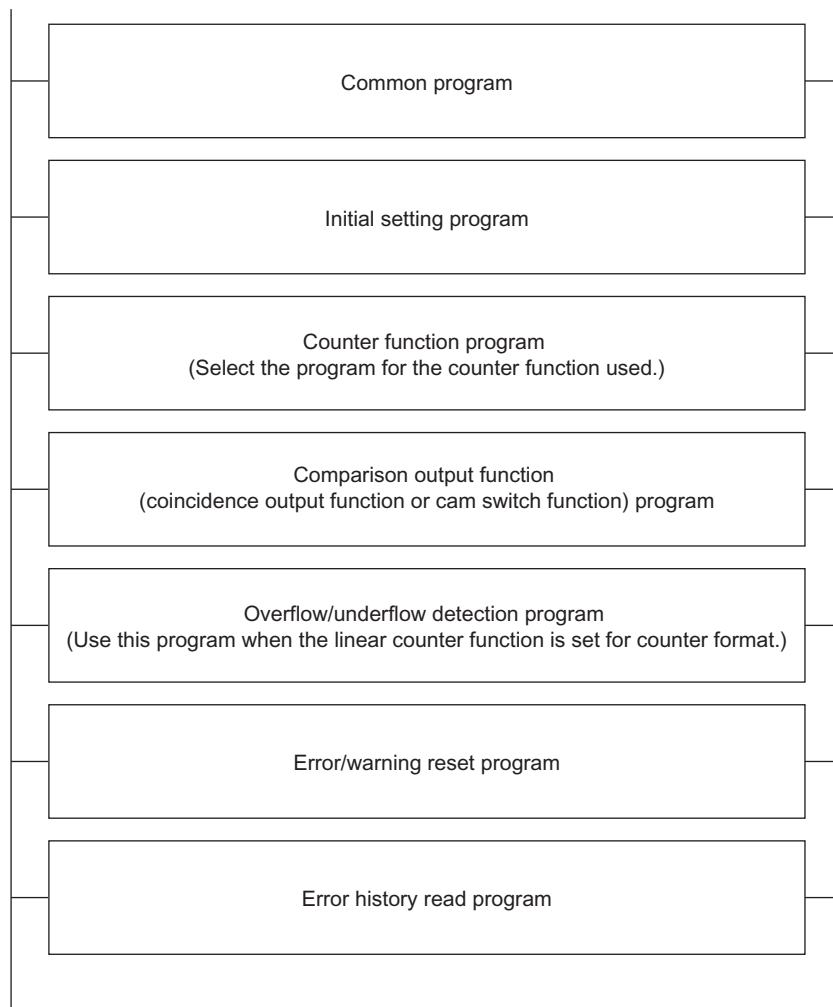 Common program
Initial setting program
Counter function program
(Select the program for the counter function used.)
Comparison output function
(coincidence output function or cam switch function) program
Overflow/underflow detection program
(Use this program when the linear counter function is set for counter format.)
Error/warning reset program
Error history read program